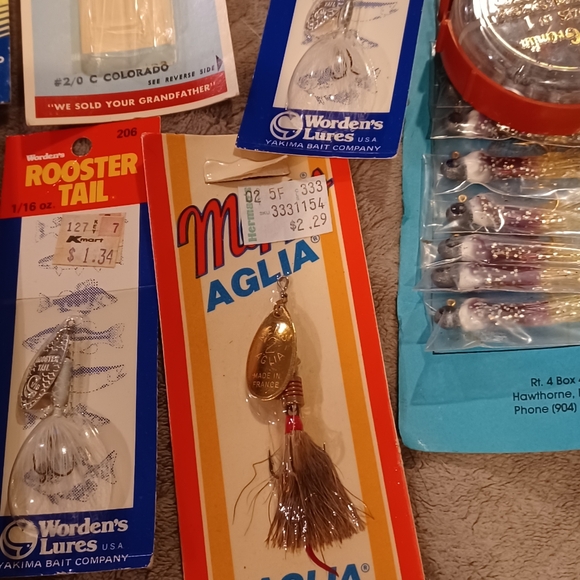 #2/0 C COLORADO
SEE REVERSE SIDE
"WE SOLD YOUR GRANDFATHER"
Worden's
Lures USA
YAKIMA BAIT COMPANY
Gremlin
206
Worden's
ROOSTER
TAIL
1/16 oz.
127 7
Kmart
$1.34
ROOSTER
TAIL
Worden's
Lures USA
YAKIMA BAIT COMPANY
02 5F 333
3331154
$2.29
AGLIA®
2
AGLIA
MADE IN
FRANCE
AGLIA
Rt. 4 Box
Hawthorne,
Phone (904)